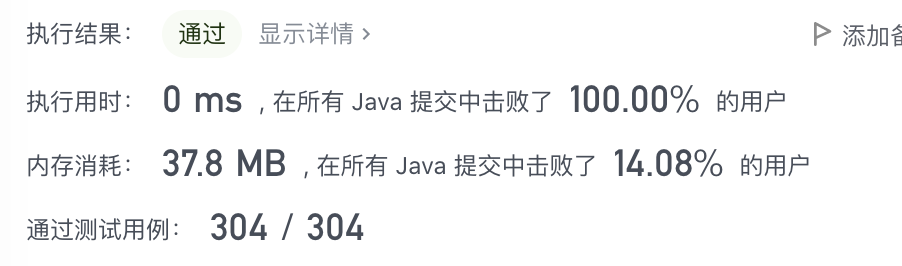 执行结果： 通过 显示详情 > 添加备
执行用时： 0 ms , 在所有 Java 提交中击败了 100.00% 的用户
内存消耗： 37.8 MB , 在所有 Java 提交中击败了 14.08% 的用户
通过测试用例： 304 / 304